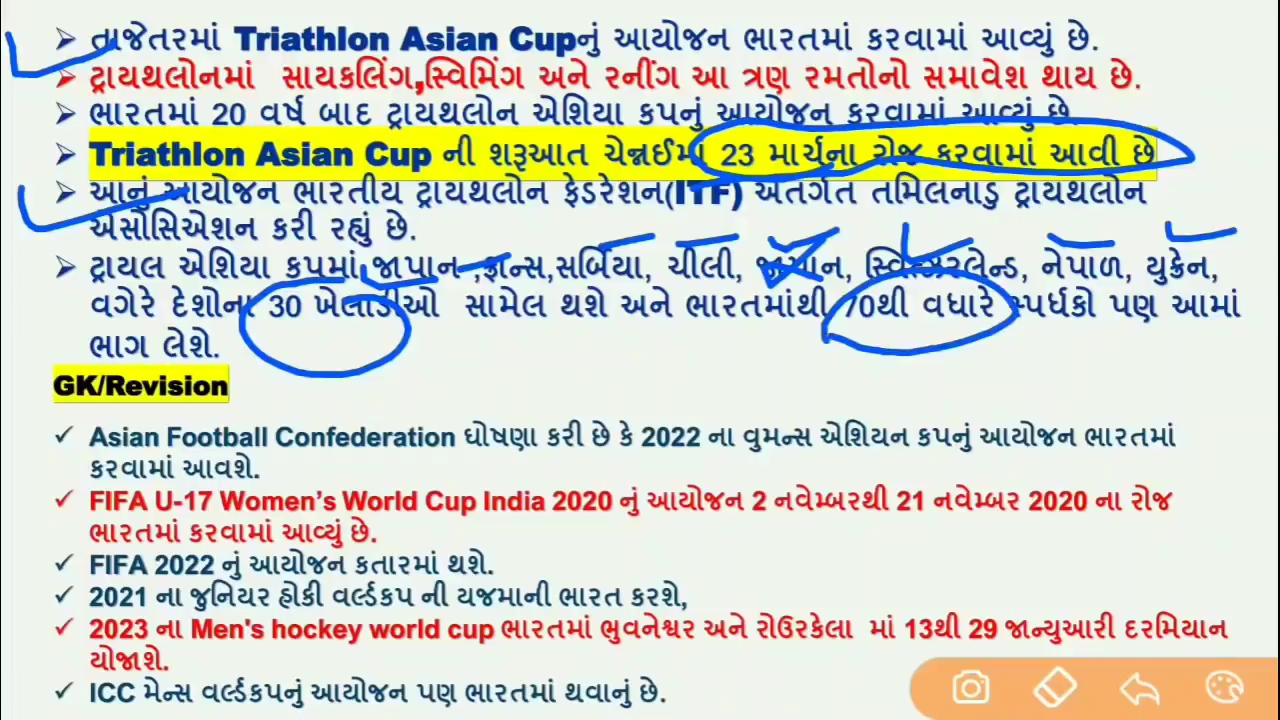 ➢ તાજેતરમાં Triathlon Asian Cupનું આયોજન ભારતમાં કરવામાં આવ્યું છે.
➢ ટ્રાયથલોનમાં સાયકલિંગ,સ્વિમિંગ અને રનીંગ આ ત્રણ રમતોનો સમાવેશ થાય છે.
➢ ભારતમાં 20 વર્ષ બાદ ટ્રાયથલોન એશિયા કપનું આયોજન કરવામાં આવ્યું છે.
➢ Triathlon Asian Cup ની શરૂઆત ચેન્નઈમાં 23 માર્ચના રોજ કરવામાં આવી છે
➢ આનું આયોજન ભારતીય ટ્રાયથલોન ફેડરેશન(ITF) અંતર્ગત તમિલનાડુ ટ્રાયથલોન
એસોસિએશન કરી રહ્યું છે.
➢ ટ્રાયલ એશિયા કપમાં જાપાન ,ફ્રાન્સ,સર્બિયા, ચીલી, જાપાન, સ્વિત્ઝરલેન્ડ, નેપાળ, યુક્રેન,
વગેરે દેશોના 30 ખેલાડીઓ સામેલ થશે અને ભારતમાંથી 70થી વધારે સ્પર્ધકો પણ આમાં
ભાગ લેશે.
GK/Revision
✓ Asian Football Confederation ઘોષણા કરી છે કે 2022 ના વુમન્સ એશિયન કપનું આયોજન ભારતમાં
કરવામાં આવશે.
✓ FIFA U-17 Women’s World Cup India 2020 નું આયોજન 2 નવેમ્બરથી 21 નવેમ્બર 2020 ના રોજ
ભારતમાં કરવામાં આવ્યું છે.
✓ FIFA 2022 નું આયોજન કતારમાં થશે.
✓ 2021 ના જુનિયર હોકી વર્લ્ડકપ ની યજમાની ભારત કરશે,
✓ 2023 ના Men's hockey world cup ભારતમાં ભુવનેશ્વર અને રોઉરકેલા માં 13થી 29 જાન્યુઆરી દરમિયાન
યોજાશે.
✓ ICC મેન્સ વર્લ્ડકપનું આયોજન પણ ભારતમાં થવાનું છે.